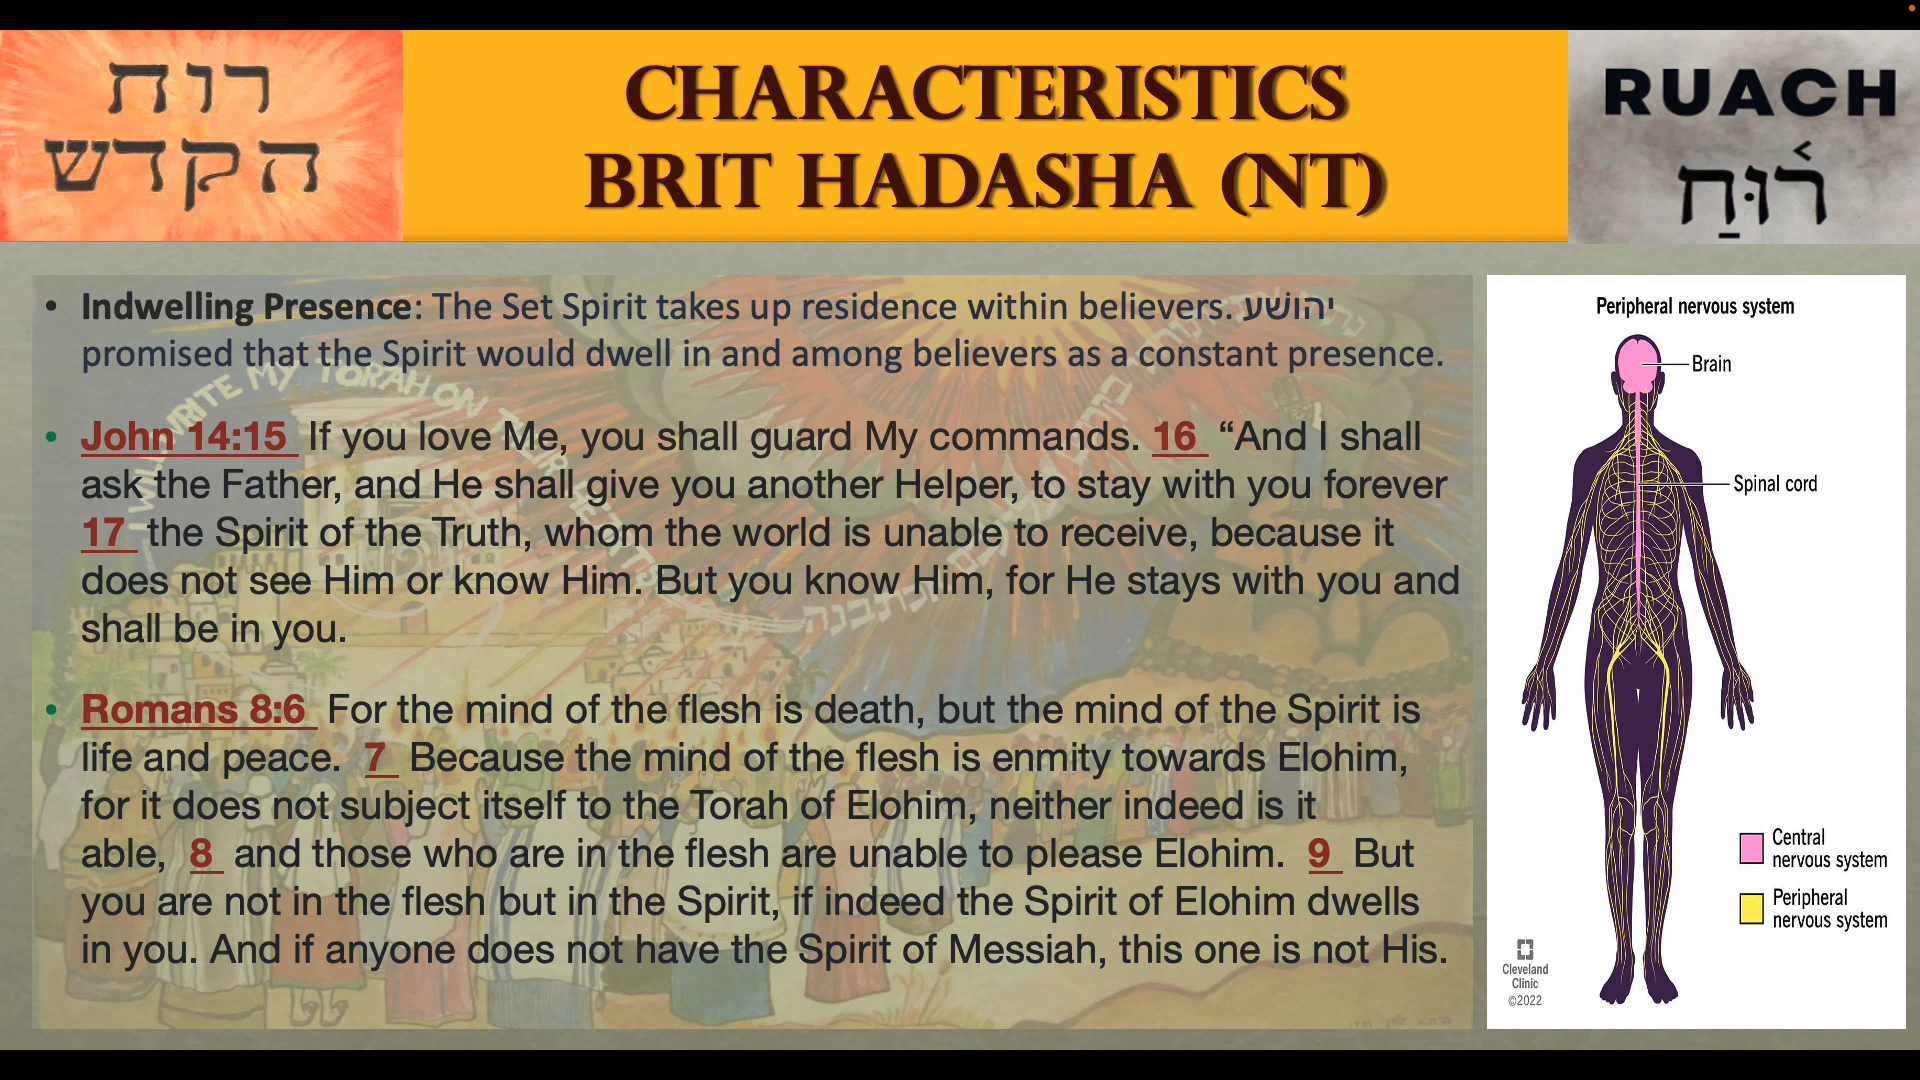 רוח
הקדש
CHARACTERISTICS
BRIT HADASHA (NT)
RUACH
ר֫וּחַ
• Indwelling Presence: The Set Spirit takes up residence within believers. יהושׁע
promised that the Spirit would dwell in and among believers as a constant presence.
• John 14:15 If you love Me, you shall guard My commands. 16 “And I shall
ask the Father, and He shall give you another Helper, to stay with you forever
17 the Spirit of the Truth, whom the world is unable to receive, because it
does not see Him or know Him. But you know Him, for He stays with you and
shall be in you.
• Romans 8:6 For the mind of the flesh is death, but the mind of the Spirit is
life and peace. 7 Because the mind of the flesh is enmity towards Elohim,
for it does not subject itself to the Torah of Elohim, neither indeed is it
able, 8 and those who are in the flesh are unable to please Elohim. 9 But
you are not in the flesh but in the Spirit, if indeed the Spirit of Elohim dwells
in you. And if anyone does not have the Spirit of Messiah, this one is not His.
I WILL WRITE MY TORAH ON
Peripheral nervous system
Brain
Spinal cord
Central
nervous system
Peripheral
nervous system
Cleveland
Clinic
©2022